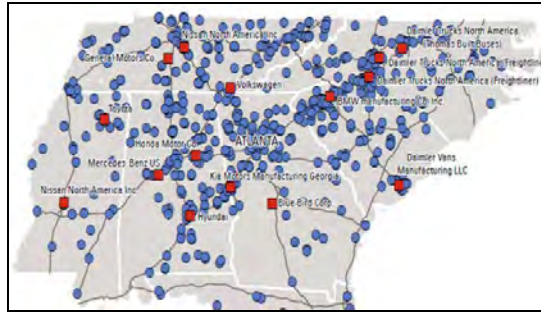 Nissan North America Inc
General Motors Co
Daimler Trucks North America
(Thomas Built Buses)
Daimler Trucks North America (Freightliner)
Daimler Trucks North America (Freightliner)
Volkswagen
BMW manufacturing Co. Inc.
Toyota
Honda Motor Co
ATLANTA
Mercedes-Benz US
Kia Motors Manufacturing Georgia
Daimler Vans
Manufacturing LLC
Nissan North America Inc
Hyundai
Blue Bird Corp